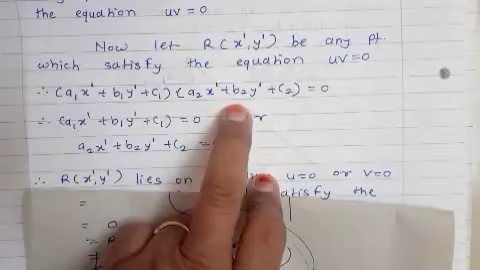 the equation uv = 0
Now let R(x', y') be any pt.
which satisfy the equation uv = 0
∴ (a₁x' + b₁y' + c₁) (a₂x' + b₂y' + c₂) = 0
∴ (a₁x' + b₁y' + c₁) = 0
a₂x' + b₂y' + c₂ =
∴ R(x', y') lies on u = 0 or v = 0
satisfy the
=
= 0